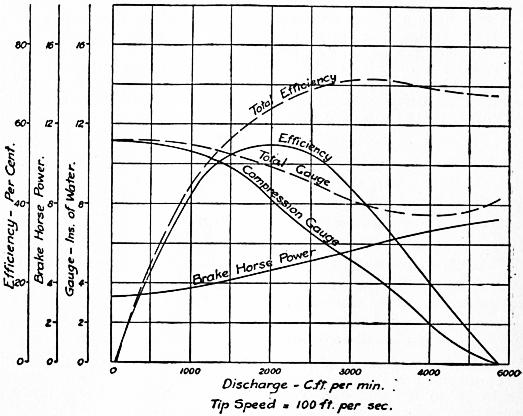 80 16 16
60 12 12
40 8 8
20 4 4
2 2
0 0 0
Efficiency - Per Cent.
Brake Horse Power.
Gauge - Ins. of Water.
Total Efficiency
Efficiency
Total Gauge
Compression Gauge
Brake Horse Power
0 1000 2000 3000 4000 5000 6000
Discharge - C.ft. per min.
Tip Speed = 100 ft. per sec.